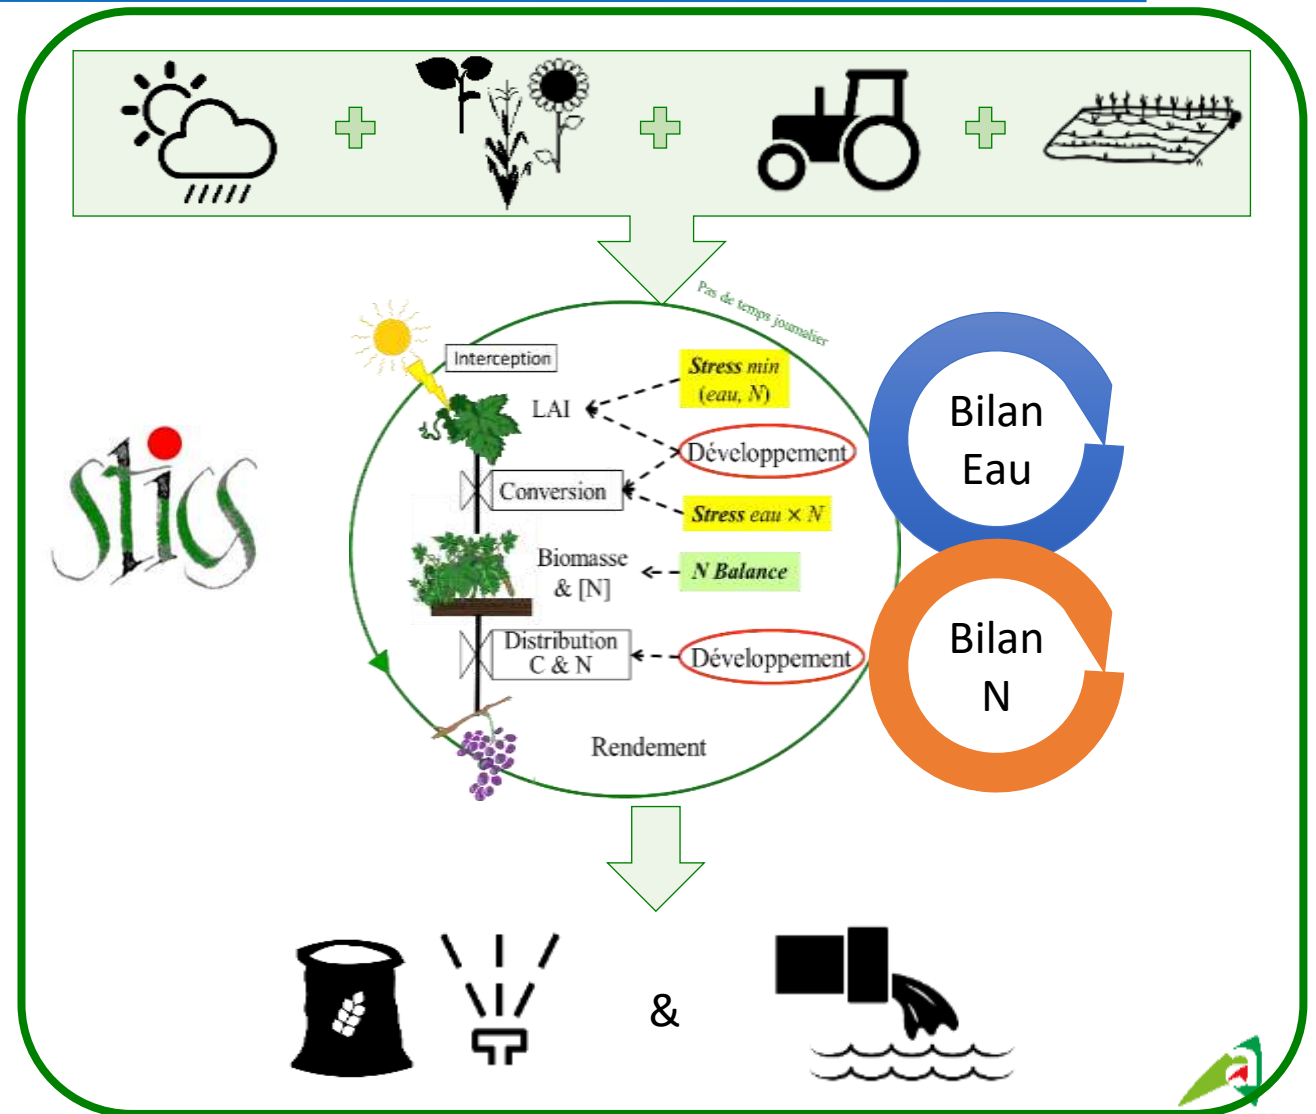 Pas de temps journalier
Interception
Stress min
(eau, N)
LAI
Développement
Conversion
Stress eau × N
Biomasse
& [N]
N Balance
Distribution
C & N
Développement
Rendement
stics
Bilan
Eau
Bilan
N
&
a